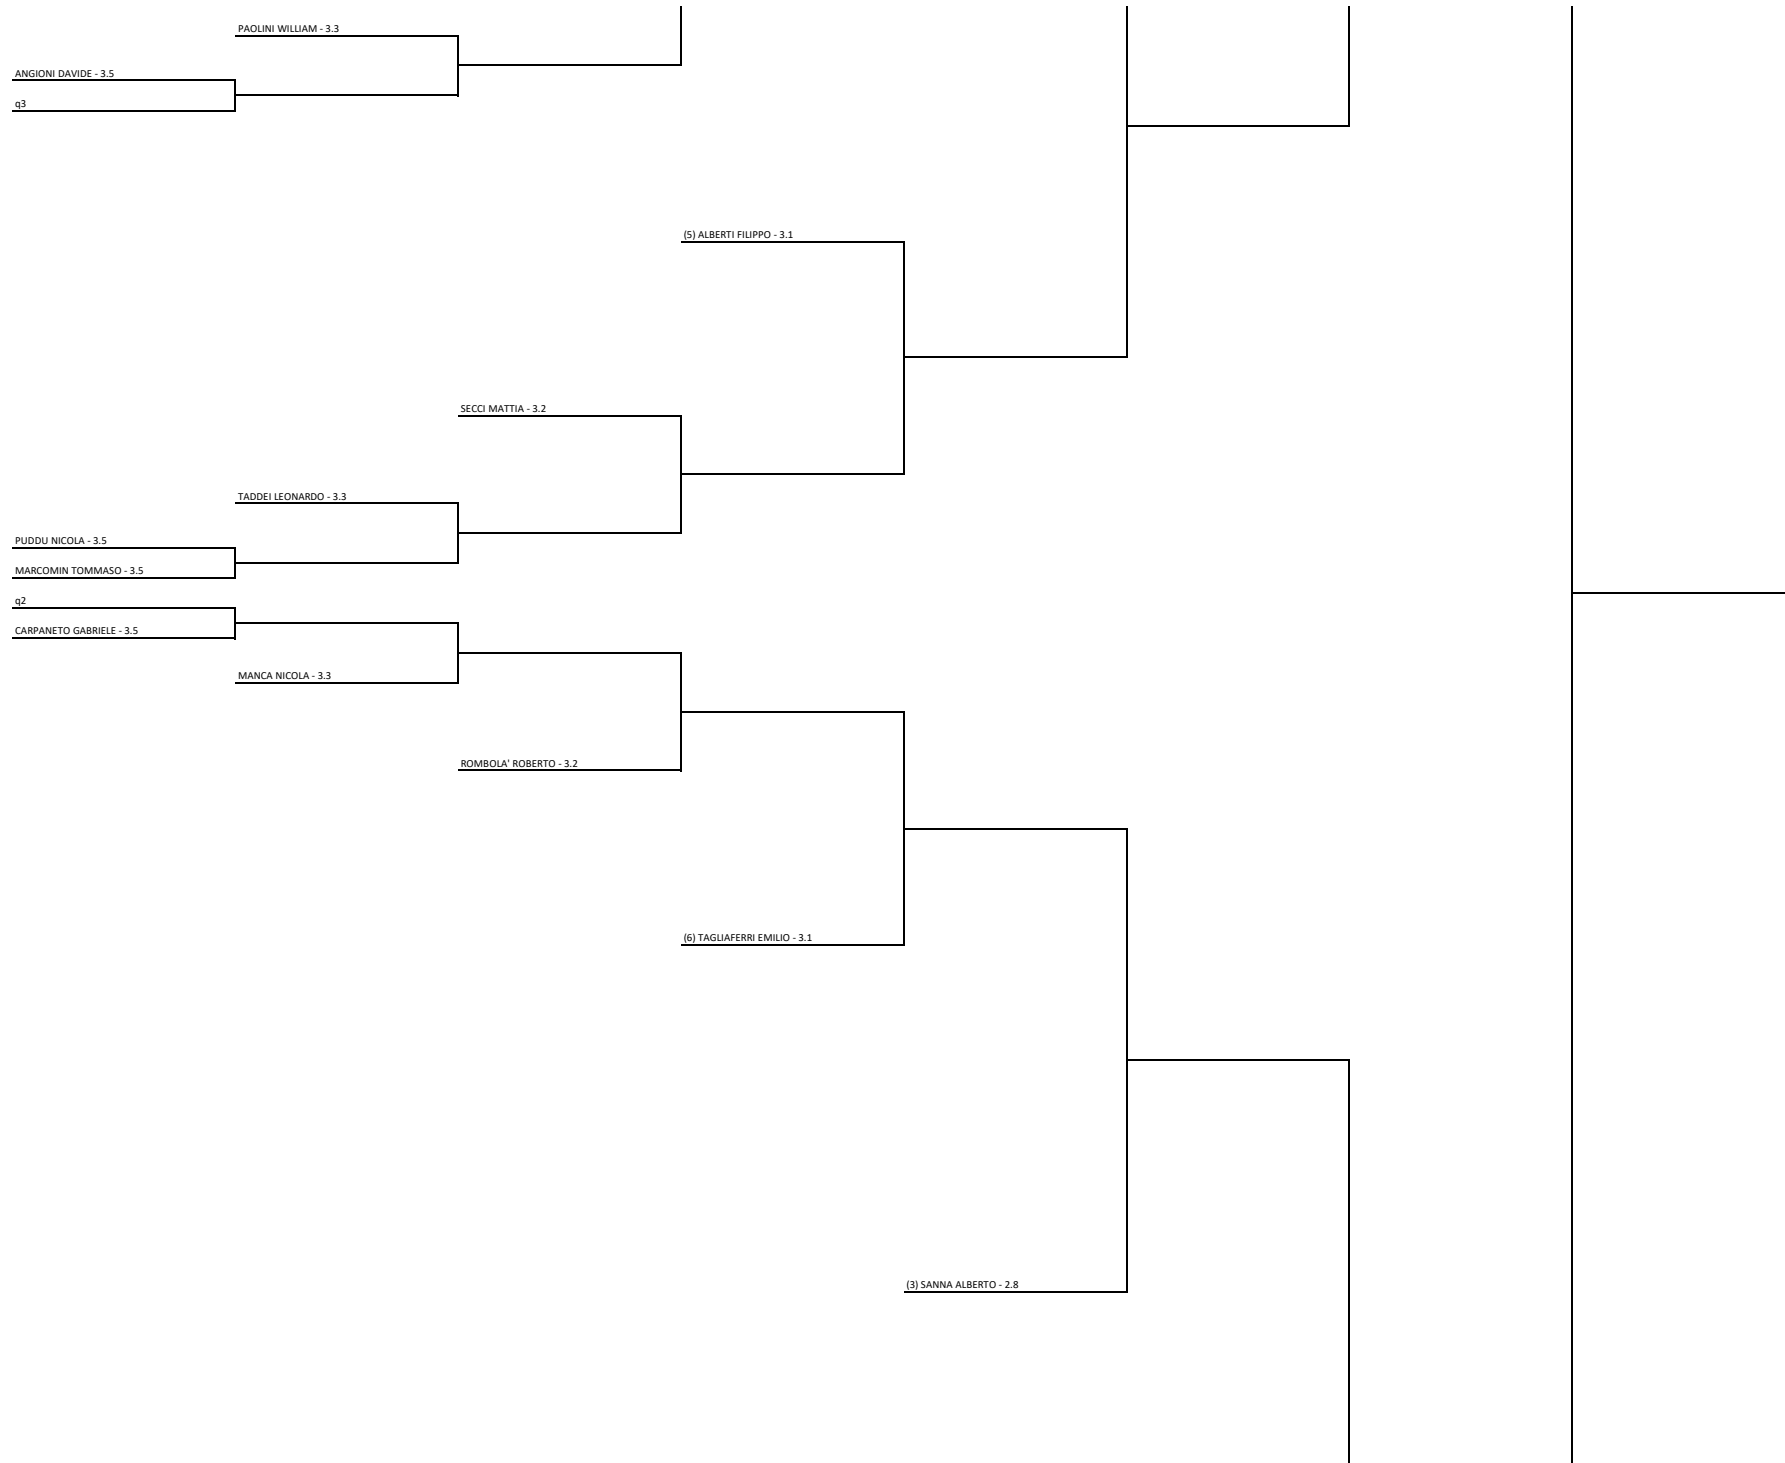 PAOLINI WILLIAM - 3.3
ANGIONI DAVIDE - 3.5
q3
(5) ALBERTI FILIPPO - 3.1
SECCI MATTIA - 3.2
TADDEI LEONARDO - 3.3
PUDDU NICOLA - 3.5
MARCOMIN TOMMASO - 3.5
q2
CARPANETO GABRIELE - 3.5
MANCA NICOLA - 3.3
ROMBOLA' ROBERTO - 3.2
(6) TAGLIAFERRI EMILIO - 3.1
(3) SANNA ALBERTO - 2.8